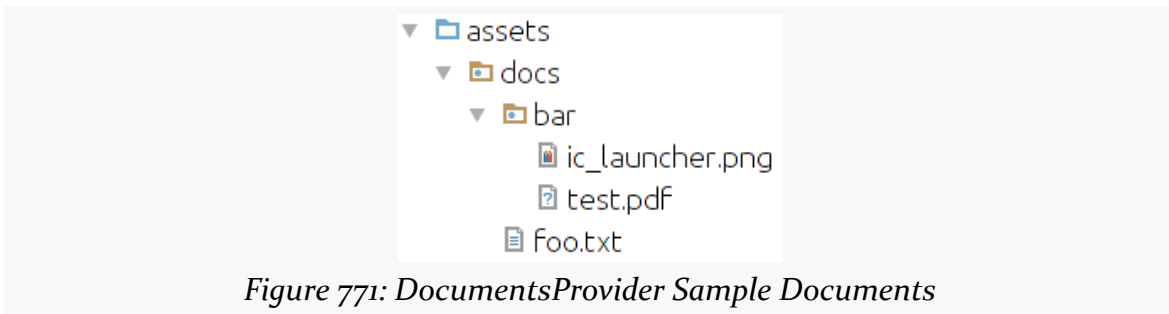 assets
docs
bar
ic_launcher.png
test.pdf
foo.txt
Figure 771: DocumentsProvider Sample Documents